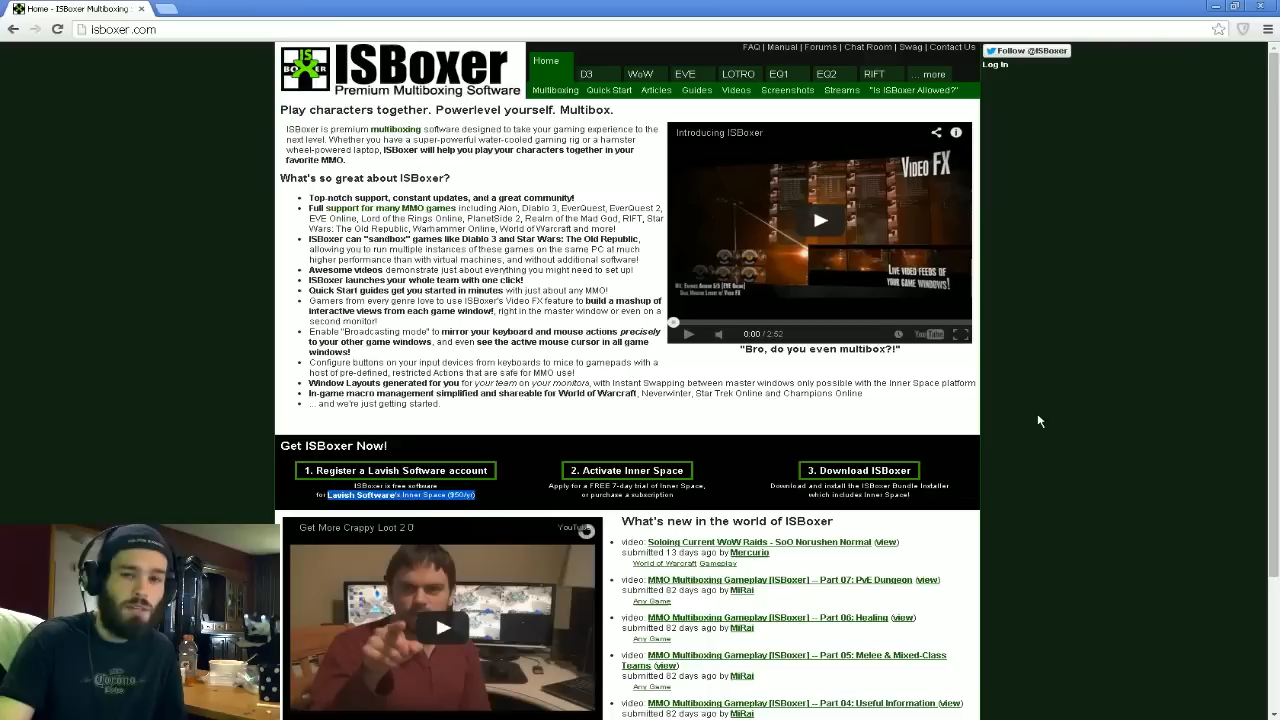 Home - ISBoxer Multiboxing
isboxer.com
ISBoxer
Premium Multiboxing Software
FAQ | Manual | Forums | Chat Room | Swag | Contact Us
Follow @ISBoxer
Log In
Home
D3 WoW EVE LOTRO EQ1 EQ2 RIFT ... more
Multiboxing Quick Start Articles Guides Videos Screenshots Streams "Is ISBoxer Allowed?"
Play characters together. Powerlevel yourself. Multibox.
ISBoxer is premium multiboxing software designed to take your gaming experience to the
next level. Whether you have a super-powerful water-cooled gaming rig or a hamster
wheel-powered laptop, ISBoxer will help you play your characters together in your
favorite MMO.
What's so great about ISBoxer?
• Top-notch support, constant updates, and a great community!
• Full support for many MMO games including Aion, Diablo 3, EverQuest, EverQuest 2,
EVE Online, Lord of the Rings Online, PlanetSide 2, Realm of the Mad God, RIFT, Star
Wars: The Old Republic, Warhammer Online, World of Warcraft and more!
• ISBoxer can "sandbox" games like Diablo 3 and Star Wars: The Old Republic,
allowing you to run multiple instances of these games on the same PC at much
higher performance than with virtual machines, and without additional software!
• Awesome videos demonstrate just about everything you might need to set up!
• ISBoxer launches your whole team with one click!
• Quick Start guides get you started in minutes with just about any MMO!
• Gamers from every genre love to use ISBoxer's Video FX feature to build a mashup of
interactive views from each game window!, right in the master window or even on a
second monitor!
• Enable "Broadcasting mode" to mirror your keyboard and mouse actions precisely
to your other game windows, and even see the active mouse cursor in all game
windows!
• Configure buttons on your input devices from keyboards to mice to gamepads with a
host of pre-defined, restricted Actions that are safe for MMO use!
• Window Layouts generated for you for your team on your monitors, with Instant Swapping between master windows only possible with the Inner Space platform
• In-game macro management simplified and shareable for World of Warcraft, Neverwinter, Star Trek Online and Champions Online
• ... and we're just getting started.
Introducing ISBoxer
VIDEO FX
LIVE VIDEO FEEDS OF
YOUR GAME WINDOWS!
0:00 / 2:52
YouTube
"Bro, do you even multibox?!"
Get ISBoxer Now!
1. Register a Lavish Software account
ISBoxer is free software
for Lavish Software's Inner Space ($50/yr)
2. Activate Inner Space
Apply for a FREE 7-day trial of Inner Space,
or purchase a subscription
3. Download ISBoxer
Download and install the ISBoxer Bundle Installer
which includes Inner Space!
Get More Crappy Loot 2.0
YouTube
What's new in the world of ISBoxer
• video: Soloing Current WoW Raids - SoO Norushen Normal (view)
submitted 13 days ago by Mercurio
World of Warcraft Gameplay
• video: MMO Multiboxing Gameplay [ISBoxer] -- Part 07: PvE Dungeon (view)
submitted 82 days ago by MiRai
Any Game
• video: MMO Multiboxing Gameplay [ISBoxer] -- Part 06: Healing (view)
submitted 82 days ago by MiRai
Any Game
• video: MMO Multiboxing Gameplay [ISBoxer] -- Part 05: Melee & Mixed-Class
Teams (view)
submitted 82 days ago by MiRai
Any Game
• video: MMO Multiboxing Gameplay [ISBoxer] -- Part 04: Useful Information (view)
submitted 82 days ago by MiRai
Corona